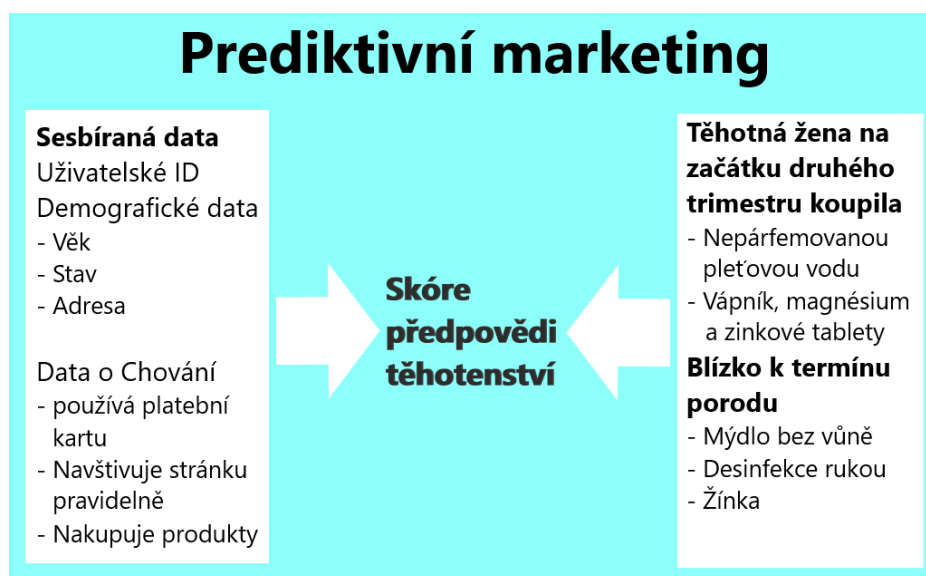 Prediktivní marketing
Sesbíraná data
Uživatelské ID
Demografické data
- Věk
- Stav
- Adresa
Data o Chování
- používá platební
kartu
- Navštivuje stránku
pravidelně
- Nakupuje produkty
Skóre
předpovědi
těhotenství
Těhotná žena na
začátku druhého
trimestru koupila
- Nepárfemovanou
pleťovou vodu
- Vápník, magnésium
a zinkové tablety
Blízko k termínu
porodu
- Mýdlo bez vůně
- Desinfekce rukou
- Žínka